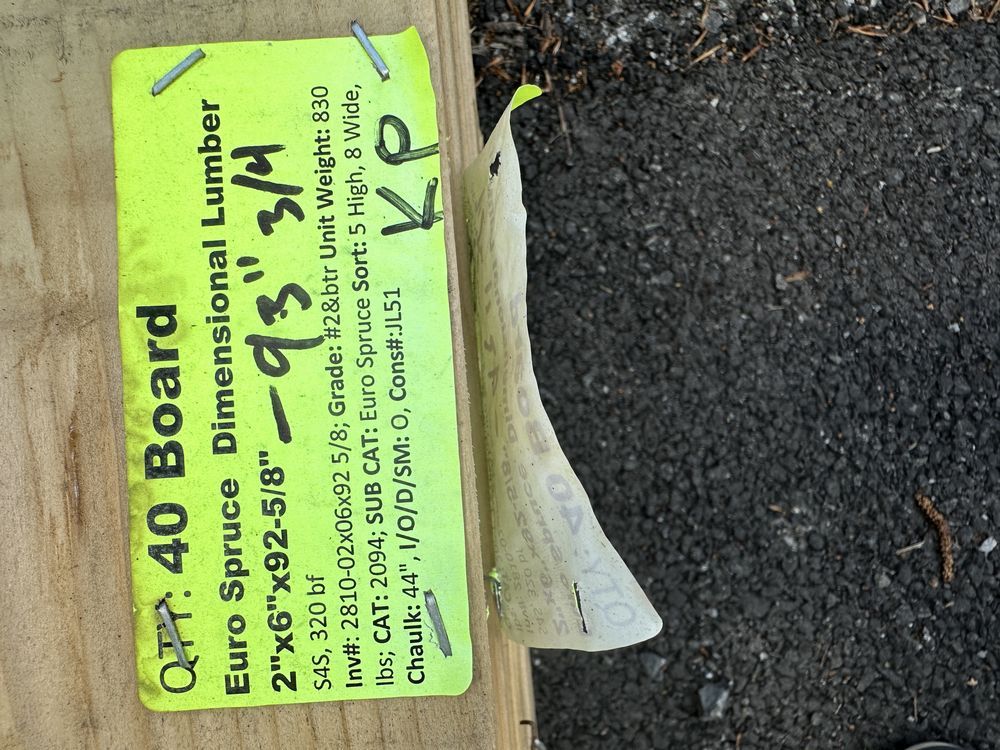 QTY: 40 Board
Euro Spruce Dimensional Lumber
2"x6"x92-5/8" — 93" 3/4
S4S, 320 bf
Inv#: 2810-02x06x92 5/8; Grade: #2&btr Unit Weight: 830
lbs; CAT: 2094; SUB CAT: Euro Spruce Sort: 5 High, 8 Wide,
Chaulk: 44", I/O/D/SM: O, Cons#:JL51
KP